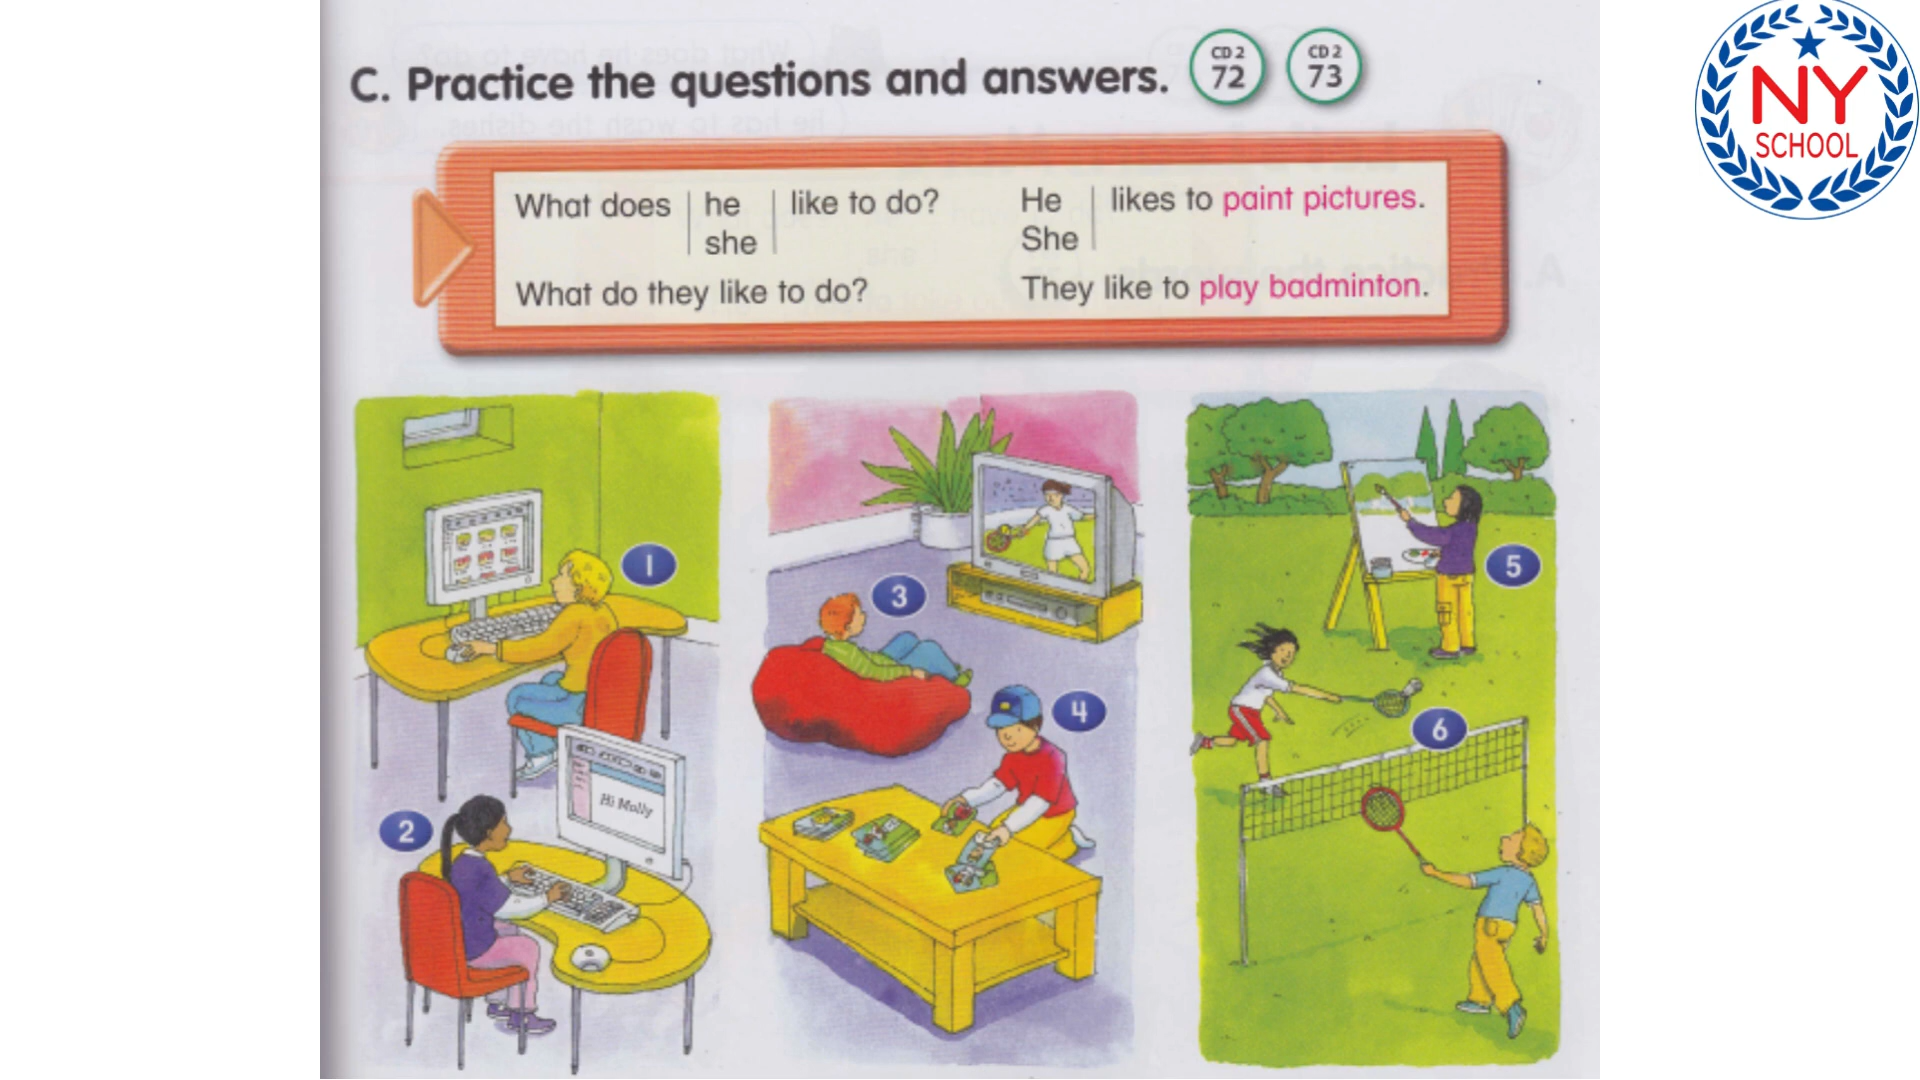 C. Practice the questions and answers.
CD 2
72
CD 2
73
NY
SCHOOL
What does he like to do?
she
He likes to paint pictures.
She
What do they like to do?
They like to play badminton.
1
2
Hi Molly
3
4
5
6